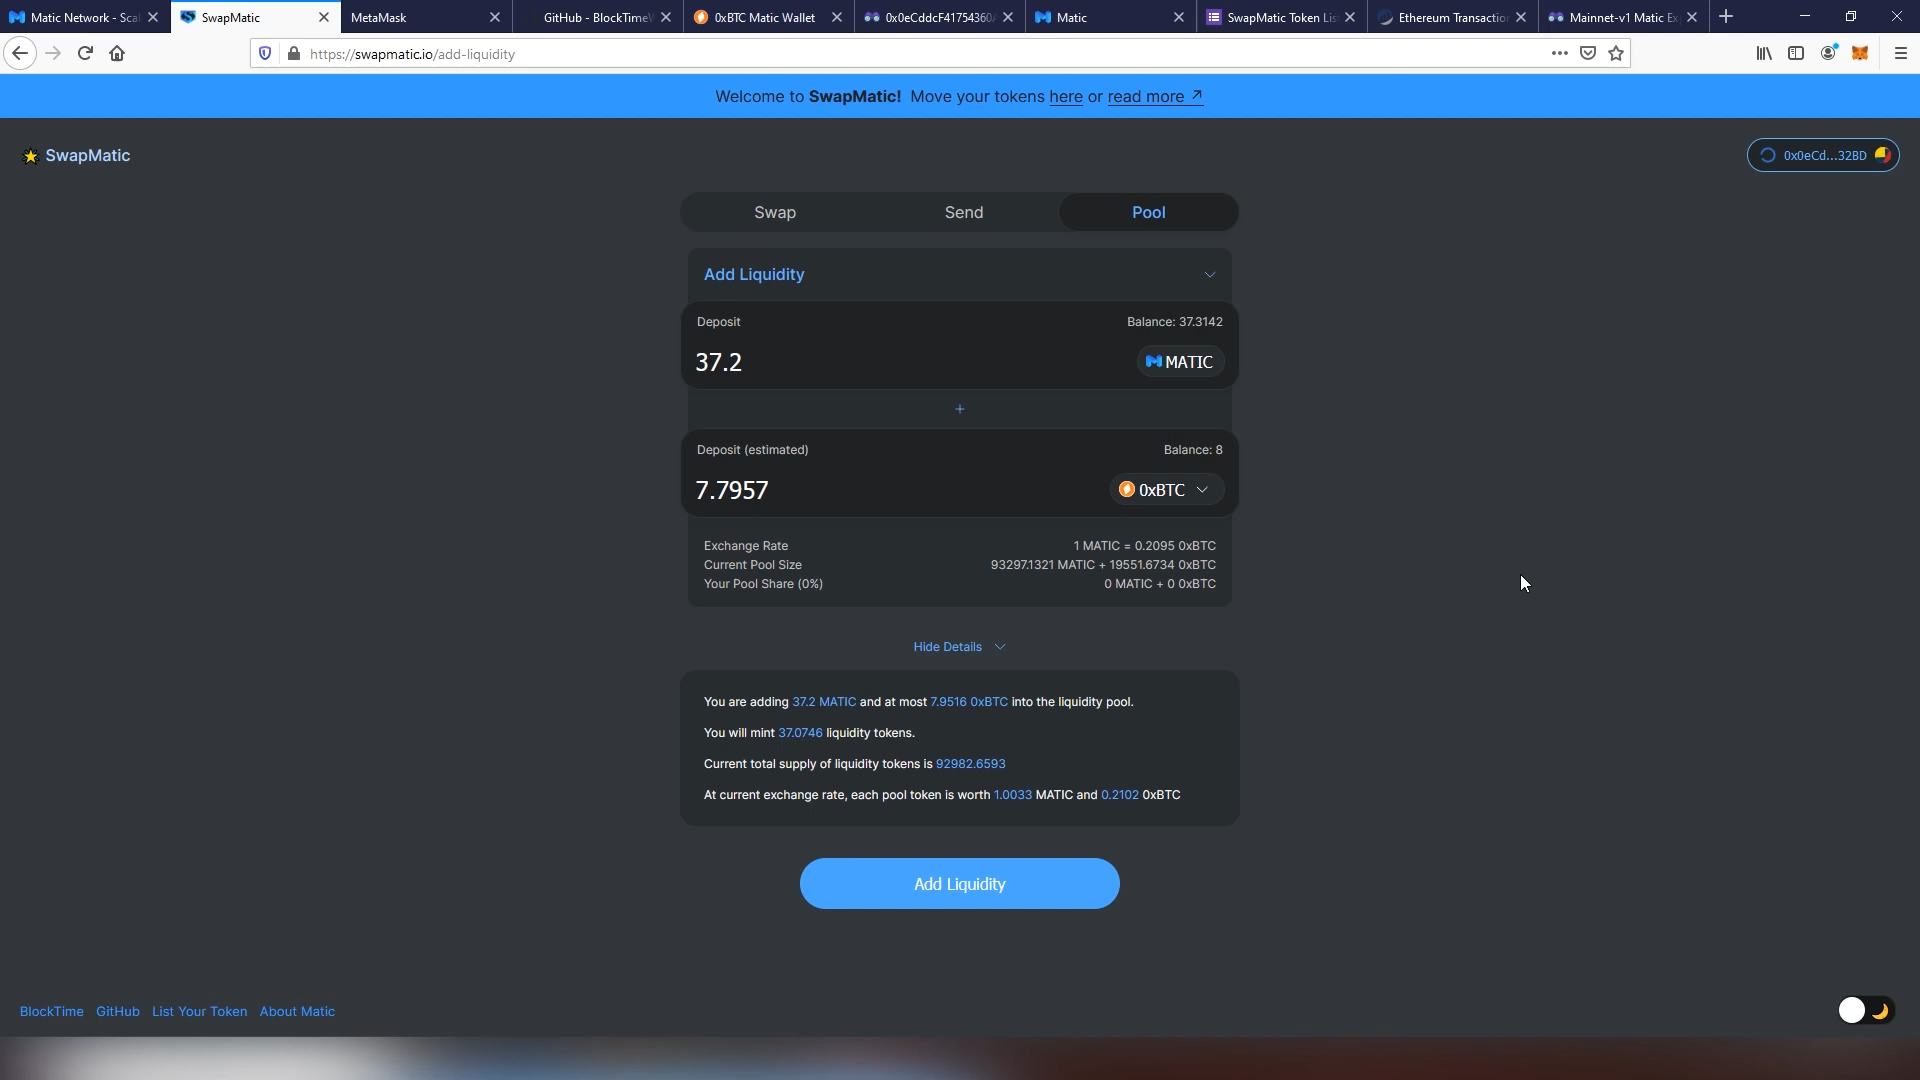 Matic Network - Scal
SwapMatic
MetaMask
GitHub - BlockTimeW
0xBTC Matic Wallet
0x0eCddcF41754360
Matic
SwapMatic Token Lis
Ethereum Transactio
Mainnet-v1 Matic Ex
https://swapmatic.io/add-liquidity
Welcome to SwapMatic! Move your tokens here or read more ↗
SwapMatic
0x0eCd...32BD
Swap
Send
Pool
Add Liquidity
Deposit
Balance: 37.3142
37.2
MATIC
+
Deposit (estimated)
Balance: 8
7.7957
0xBTC
Exchange Rate
1 MATIC = 0.2095 0xBTC
Current Pool Size
93297.1321 MATIC + 19551.6734 0xBTC
Your Pool Share (0%)
0 MATIC + 0 0xBTC
Hide Details
You are adding 37.2 MATIC and at most 7.9516 0xBTC into the liquidity pool.
You will mint 37.0746 liquidity tokens.
Current total supply of liquidity tokens is 92982.6593
At current exchange rate, each pool token is worth 1.0033 MATIC and 0.2102 0xBTC
Add Liquidity
BlockTime GitHub List Your Token About Matic